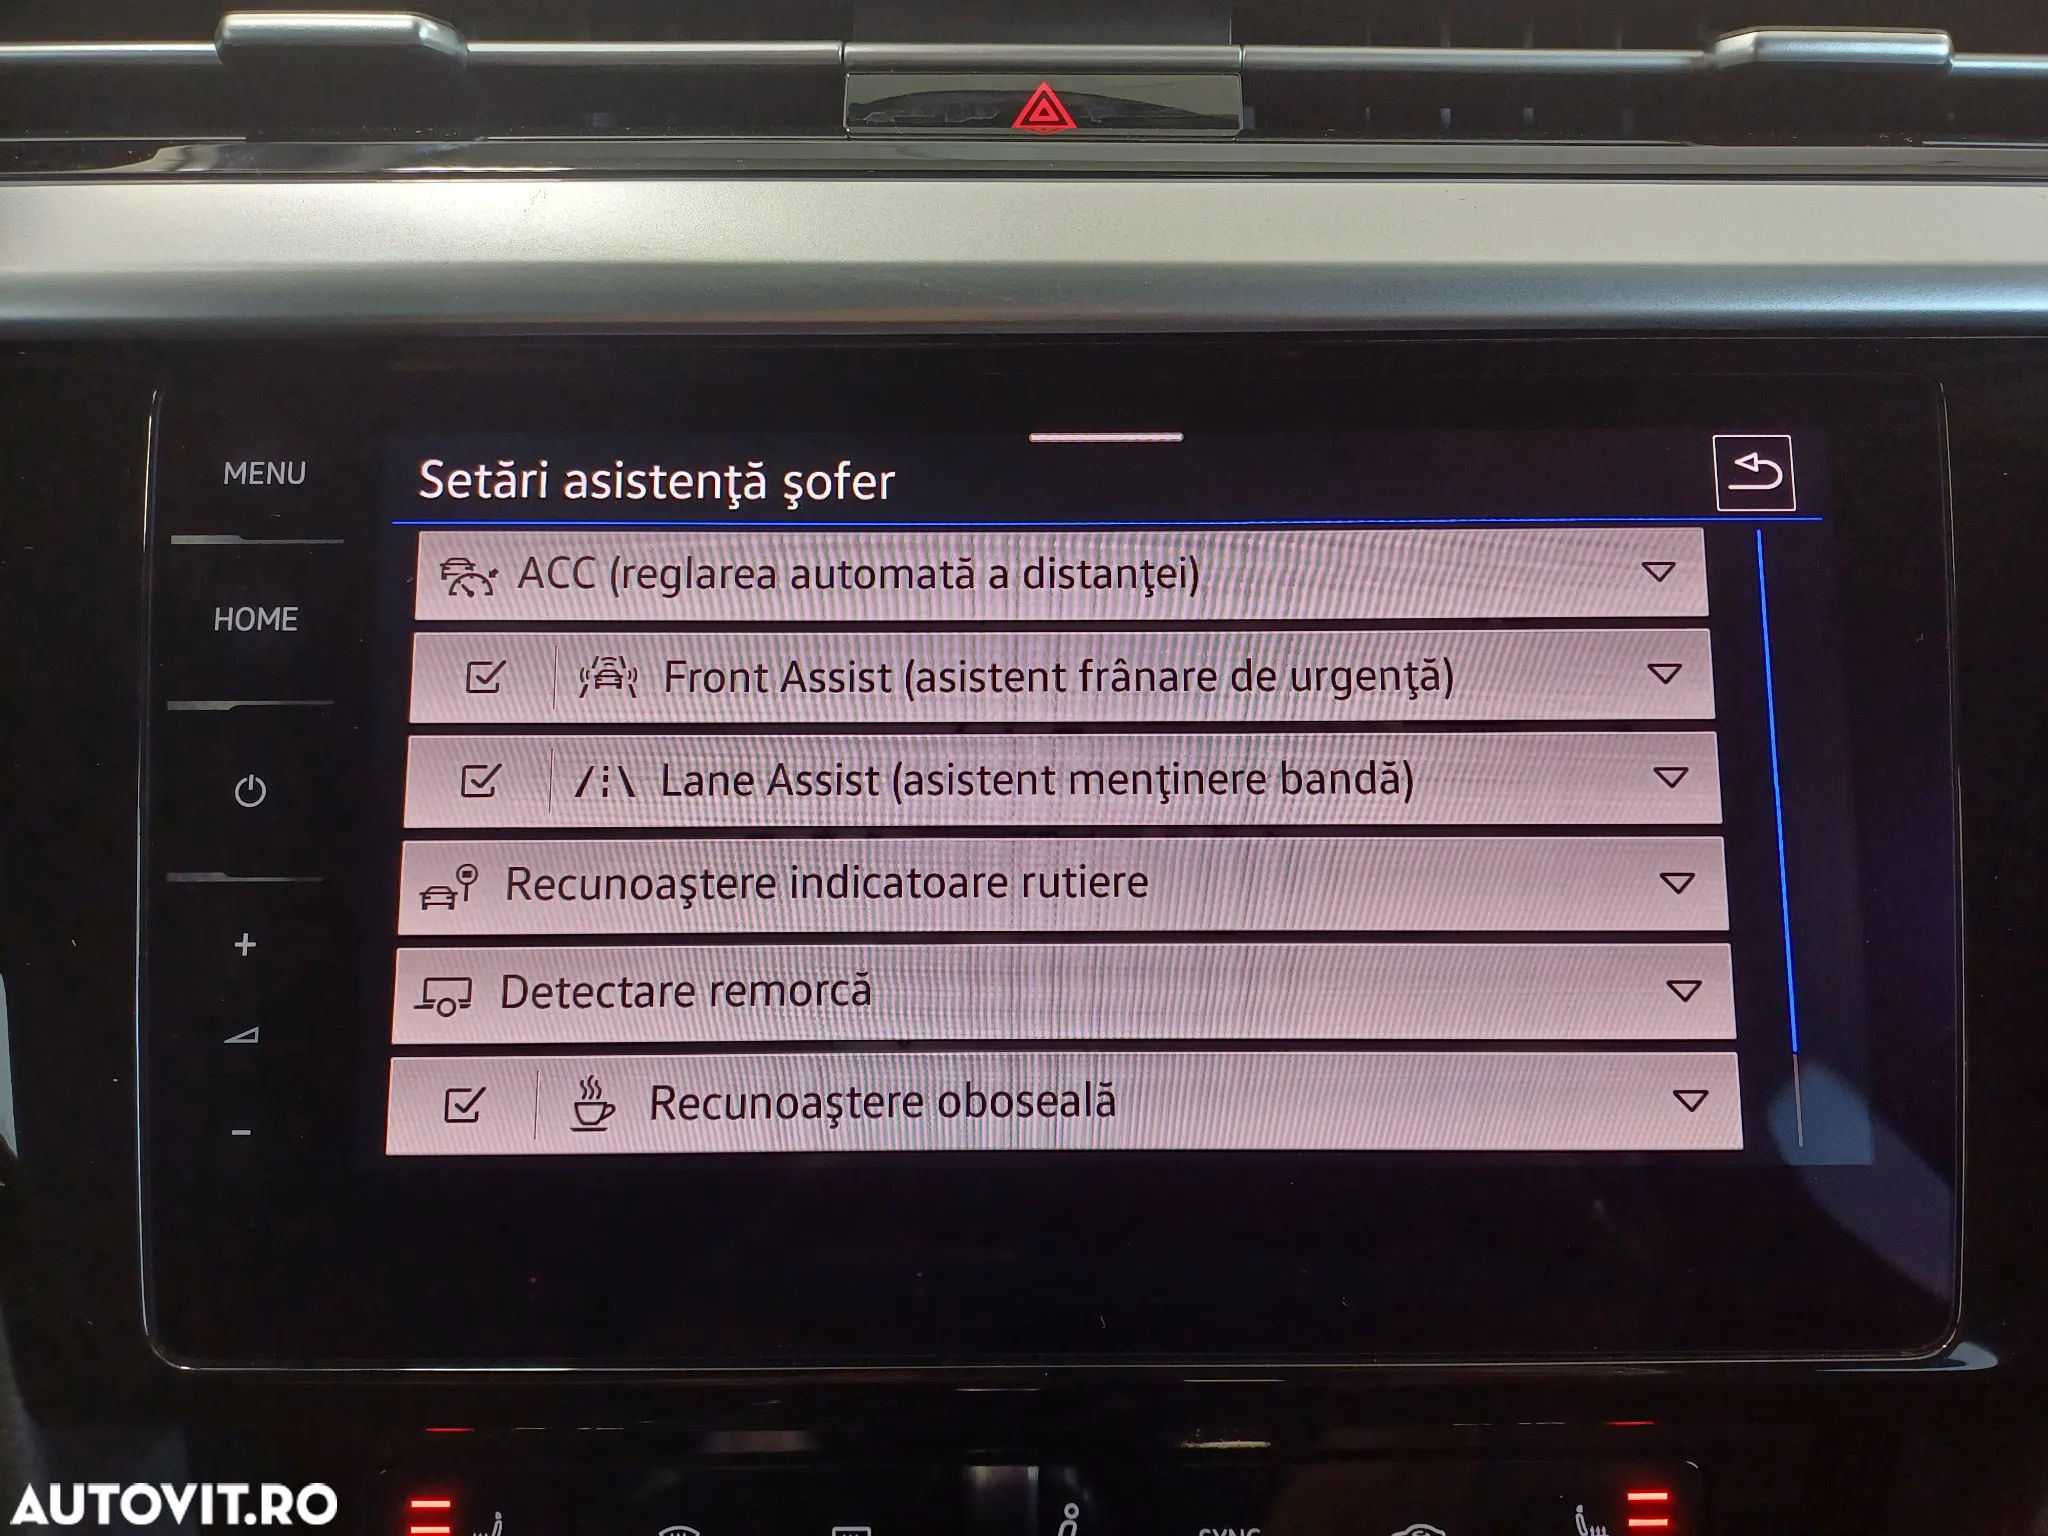 MENU
HOME
Setări asistenţă şofer
ACC (reglarea automată a distanţei)
Front Assist (asistent frânare de urgenţă)
Lane Assist (asistent menţinere bandă)
Recunoaştere indicatoare rutiere
Detectare remorcă
Recunoaştere oboseală
SYNC
AUTOVIT.RO